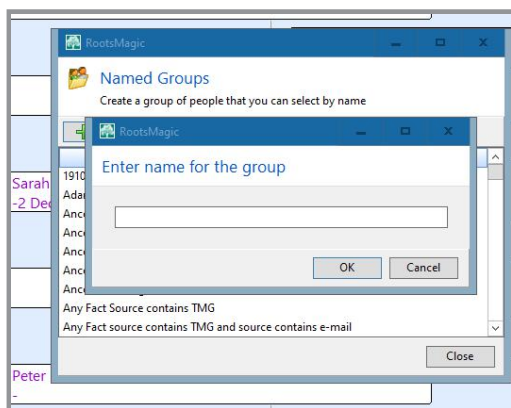 RootsMagic
Named Groups
Create a group of people that you can select by name
RootsMagic
Enter name for the group
1910
Sarah
-2 Dec
OK
Cancel
Any Fact Source contains TMG
Any Fact source contains TMG and source contains e-mail
Close
Peter
-